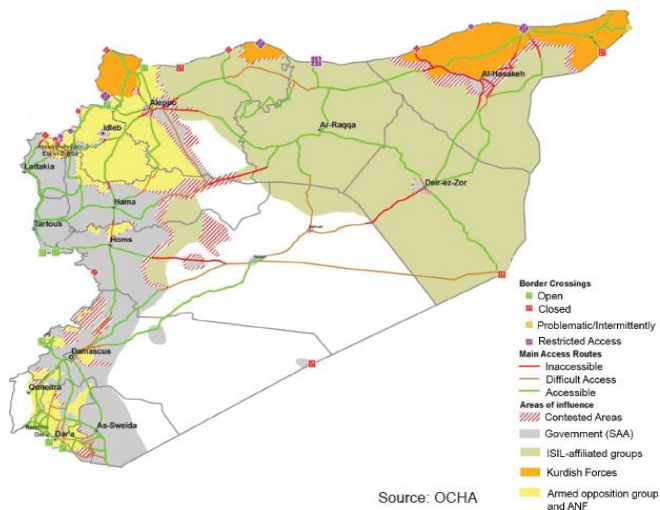 Aleppo
Al-Hasakeh
Ar-Raqqa
Idleb
Lattakia
Deir-ez-Zor
Hama
Tartous
Homs
Damascus
Quneitra
As-Sweida
Dar'a
Border Crossings
Open
Closed
Problematic/Intermittently
Restricted Access
Main Access Routes
Inaccessible
Difficult Access
Accessible
Areas of influence
Contested Areas
Government (SAA)
ISIL-affiliated groups
Kurdish Forces
Armed opposition group
and ANF
Source: OCHA